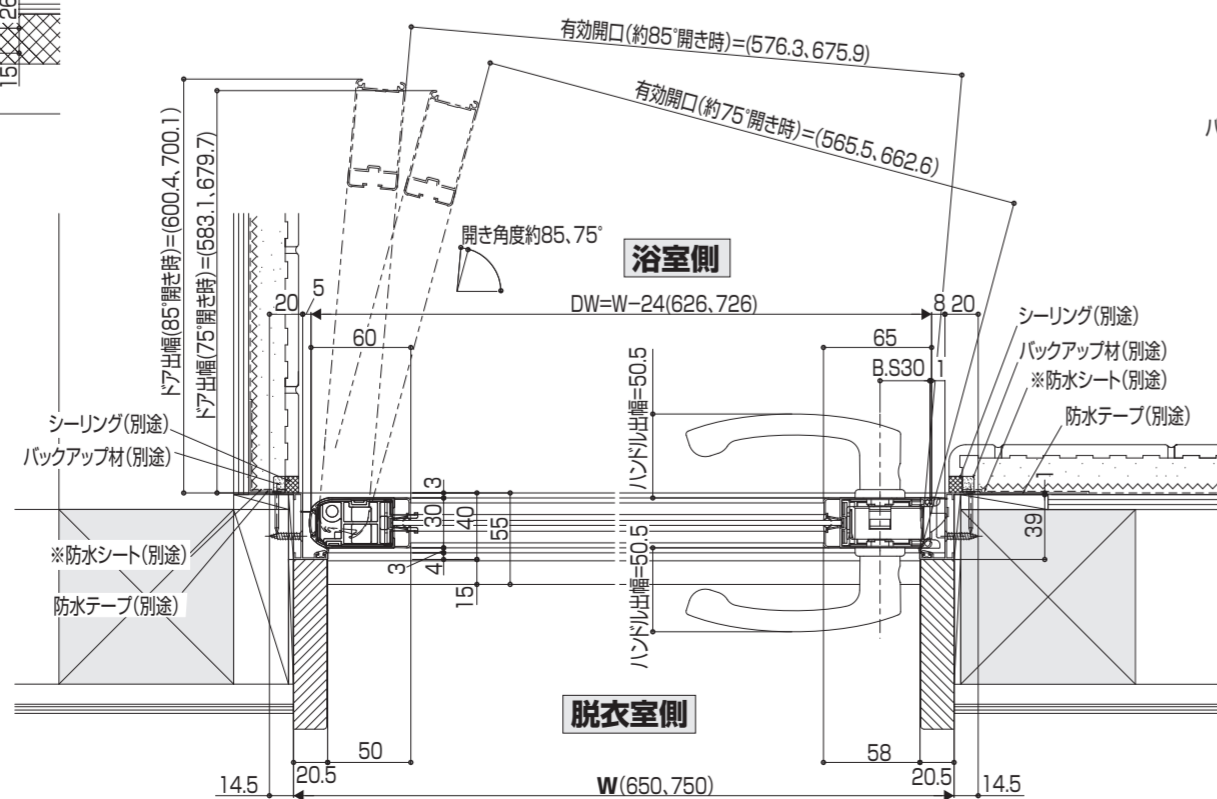 15
×26
有効開口(約85°開き時)=(576.3、675.9)
有効開口(約75°開き時)=(565.5、662.6)
ドア出幅(85°開き時)=(600.4、700.1)
ドア出幅(75°開き時)=(583.1、679.7)
開き角度約85、75°
浴室側
20
5
DW=W−24(626、726)
8
20
60
65
B.S30
1
シーリング(別途)
バックアップ材(別途)
※防水シート(別途)
防水テープ(別途)
シーリング(別途)
バックアップ材(別途)
※防水シート(別途)
防水テープ(別途)
ハンドル出幅=50.5
ハンドル出幅=50.5
3
30
40
55
3
4
15
1
39
脱衣室側
50
58
20.5
20.5
14.5
W(650、750)
14.5